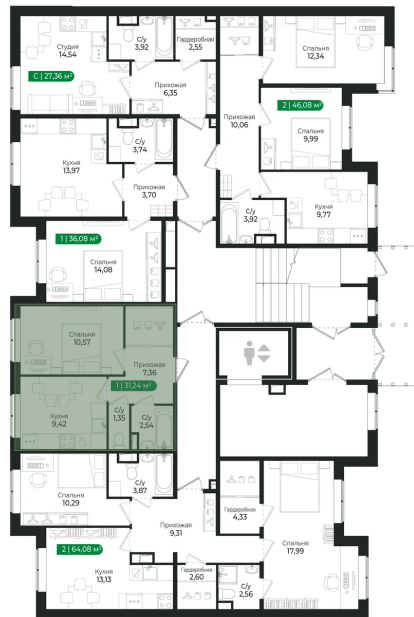 Студия
14,54
С | 27,36 м²
С/у
3,92
Гардеробная
2,55
Прихожая
6,35
Спальня
12,34
Прихожая
10,06
2 | 46,08 м²
Спальня
9,99
Кухня
13,97
С/у
3,74
Прихожая
3,70
С/у
3,92
Кухня
9,77
1 | 36,08 м²
Спальня
14,08
Спальня
10,57
Прихожая
7,36
1 | 31,24 м²
Кухня
9,42
С/у
1,35
С/у
2,54
Спальня
10,29
С/у
3,87
Прихожая
9,31
Гардеробная
4,33
Спальня
17,99
2 | 64,08 м²
Кухня
13,13
Гардеробная
2,60
С/у
2,56